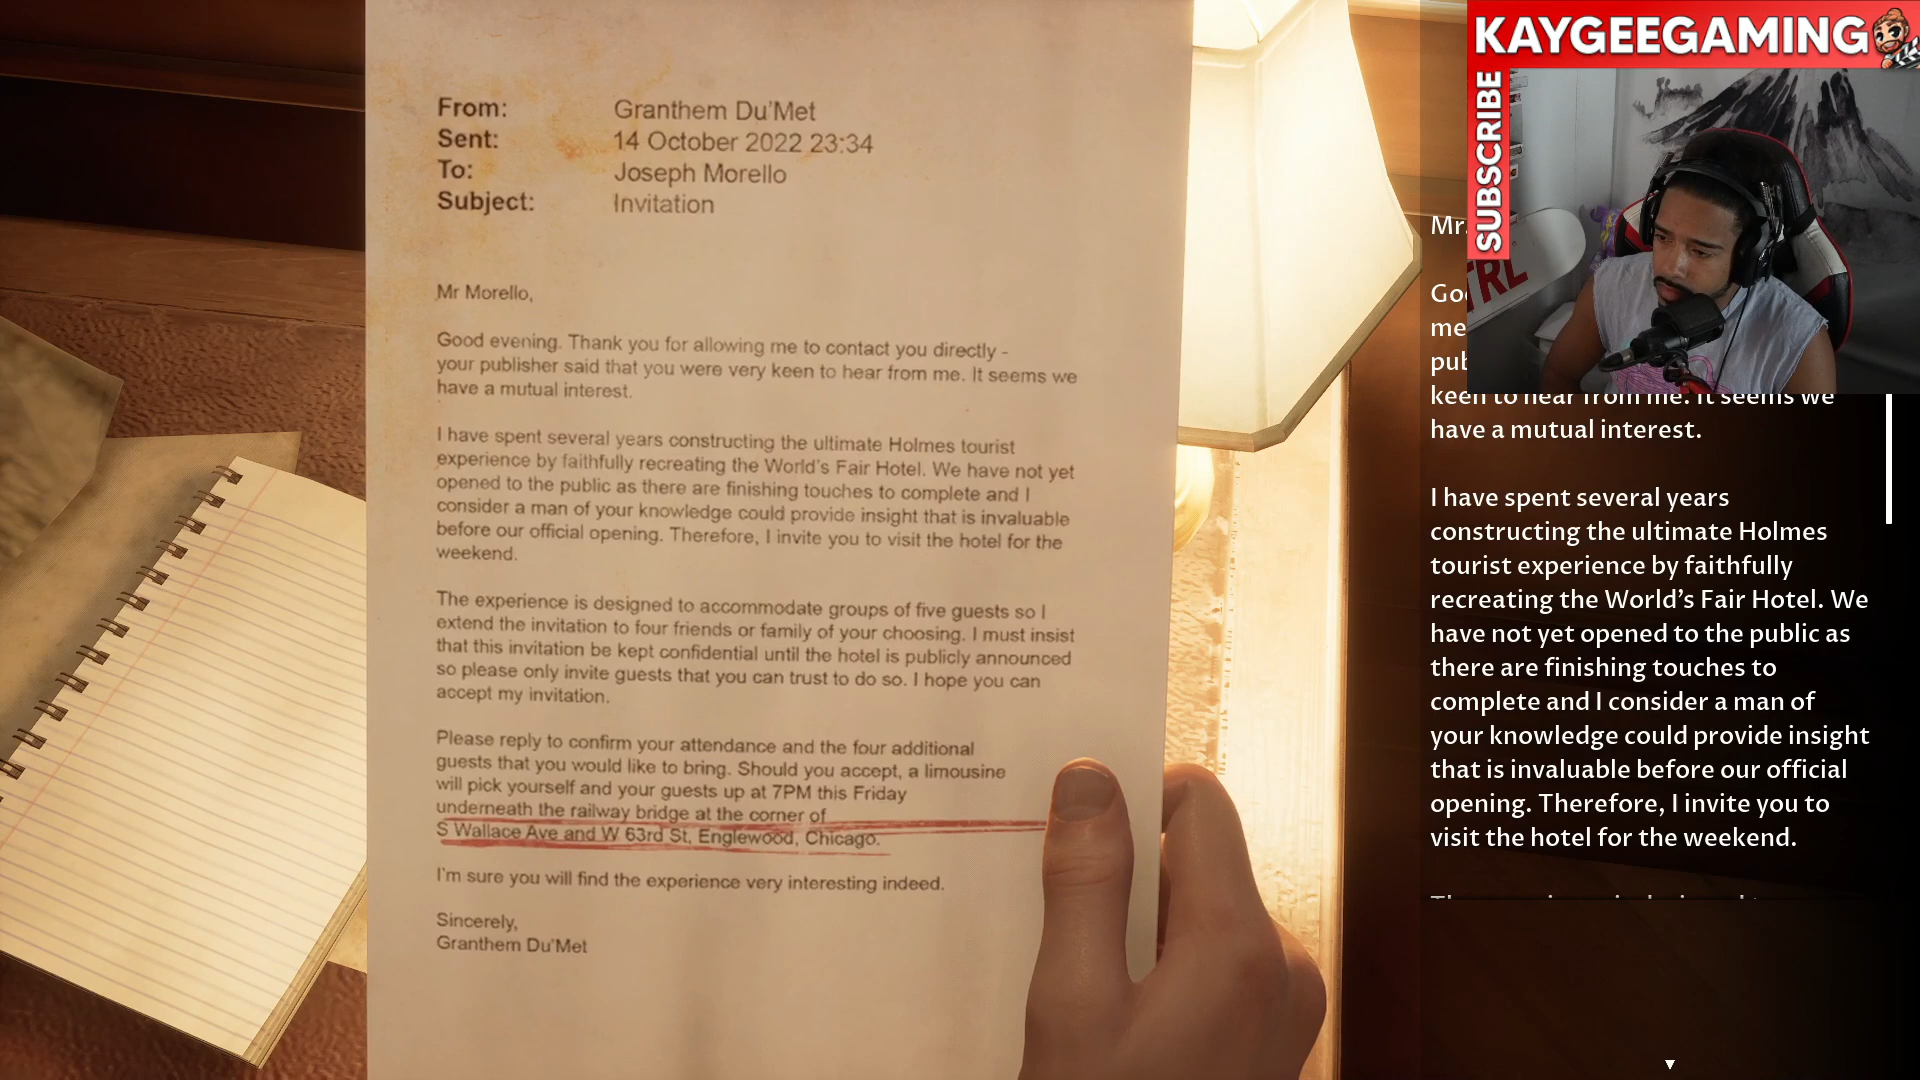 From: Granthem Du'Met
Sent: 14 October 2022 23:34
To: Joseph Morello
Subject: Invitation
Mr Morello,
Good evening. Thank you for allowing me to contact you directly -
your publisher said that you were very keen to hear from me. It seems we
have a mutual interest.
I have spent several years constructing the ultimate Holmes tourist
experience by faithfully recreating the World's Fair Hotel. We have not yet
opened to the public as there are finishing touches to complete and I
consider a man of your knowledge could provide insight that is invaluable
before our official opening. Therefore, I invite you to visit the hotel for the
weekend.
The experience is designed to accommodate groups of five guests so I
extend the invitation to four friends or family of your choosing. I must insist
that this invitation be kept confidential until the hotel is publicly announced
so please only invite guests that you can trust to do so. I hope you can
accept my invitation.
Please reply to confirm your attendance and the four additional
guests that you would like to bring. Should you accept, a limousine
will pick yourself and your guests up at 7PM this Friday
underneath the railway bridge at the corner of
S Wallace Ave and W 63rd St, Englewood, Chicago.
I'm sure you will find the experience very interesting indeed.
Sincerely,
Granthem Du'Met
KAYGEEGAMING
SUBSCRIBE
TRL
Mr.
me
keen to hear from me. It seems we
have a mutual interest.
I have spent several years
constructing the ultimate Holmes
tourist experience by faithfully
recreating the World's Fair Hotel. We
have not yet opened to the public as
there are finishing touches to
complete and I consider a man of
your knowledge could provide insight
that is invaluable before our official
opening. Therefore, I invite you to
visit the hotel for the weekend.